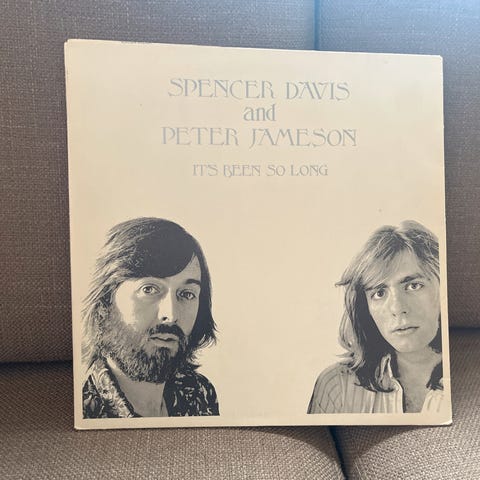 SPENCER DAVIS
and
PETER JAMESON
IT'S BEEN SO LONG